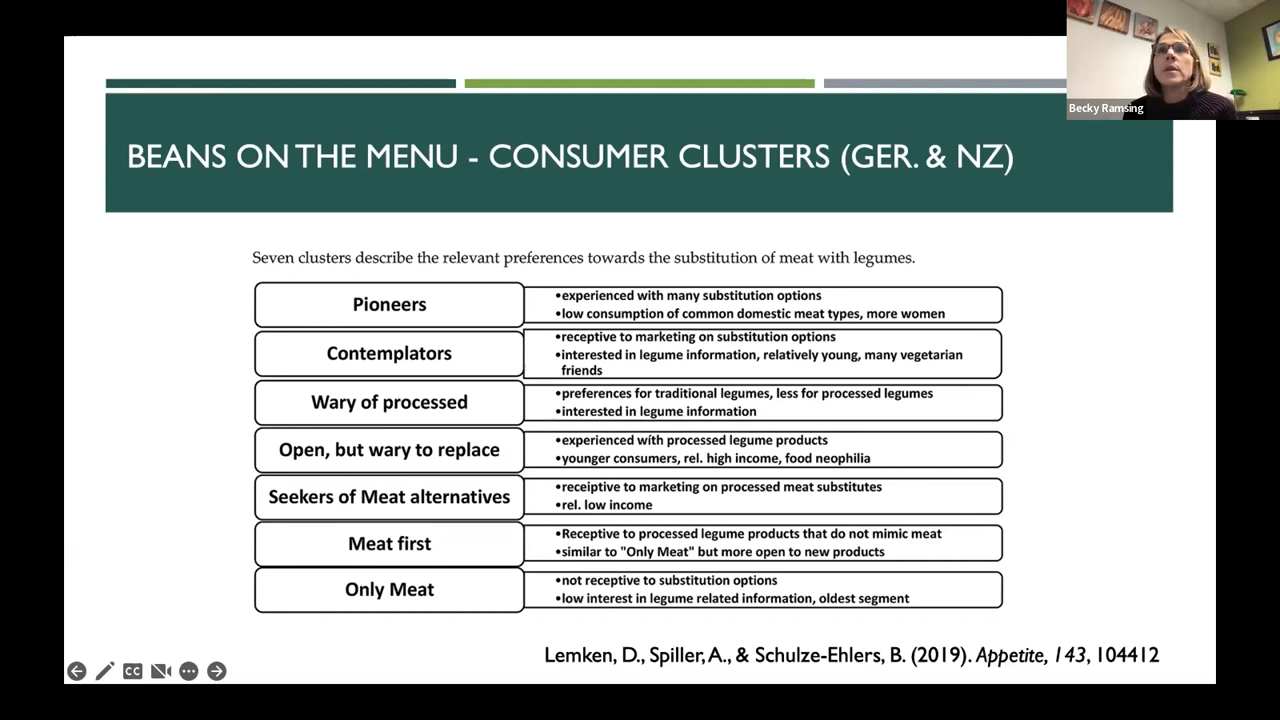 Becky Ramsing
BEANS ON THE MENU - CONSUMER CLUSTERS (GER. & NZ)
Seven clusters describe the relevant preferences towards the substitution of meat with legumes.
Pioneers
•experienced with many substitution options
•low consumption of common domestic meat types, more women
Contemplators
•receptive to marketing on substitution options
•interested in legume information, relatively young, many vegetarian
friends
Wary of processed
•preferences for traditional legumes, less for processed legumes
•interested in legume information
Open, but wary to replace
•experienced with processed legume products
•younger consumers, rel. high income, food neophilia
Seekers of Meat alternatives
•receiptive to marketing on processed meat substitutes
•rel. low income
Meat first
•Receptive to processed legume products that do not mimic meat
•similar to "Only Meat" but more open to new products
Only Meat
•not receptive to substitution options
•low interest in legume related information, oldest segment
Lemken, D., Spiller, A., & Schulze-Ehlers, B. (2019). Appetite, 143, 104412
CC